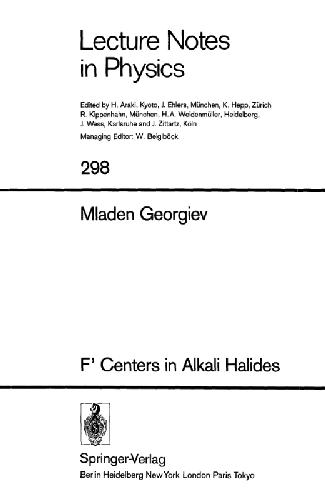 Lecture Notes
in Physics
Edited by H. Araki, Kyoto, J. Ehlers, München, K. Hepp, Zürich
R. Kippenhahn, München, H. A. Weidenmüller, Heidelberg,
J. Wess, Karlsruhe and J. Zittartz, Köln
Managing Editor: W. Beiglböck
298
Mladen Georgiev
F' Centers in Alkali Halides
Springer-Verlag
Berlin Heidelberg New York London Paris Tokyo